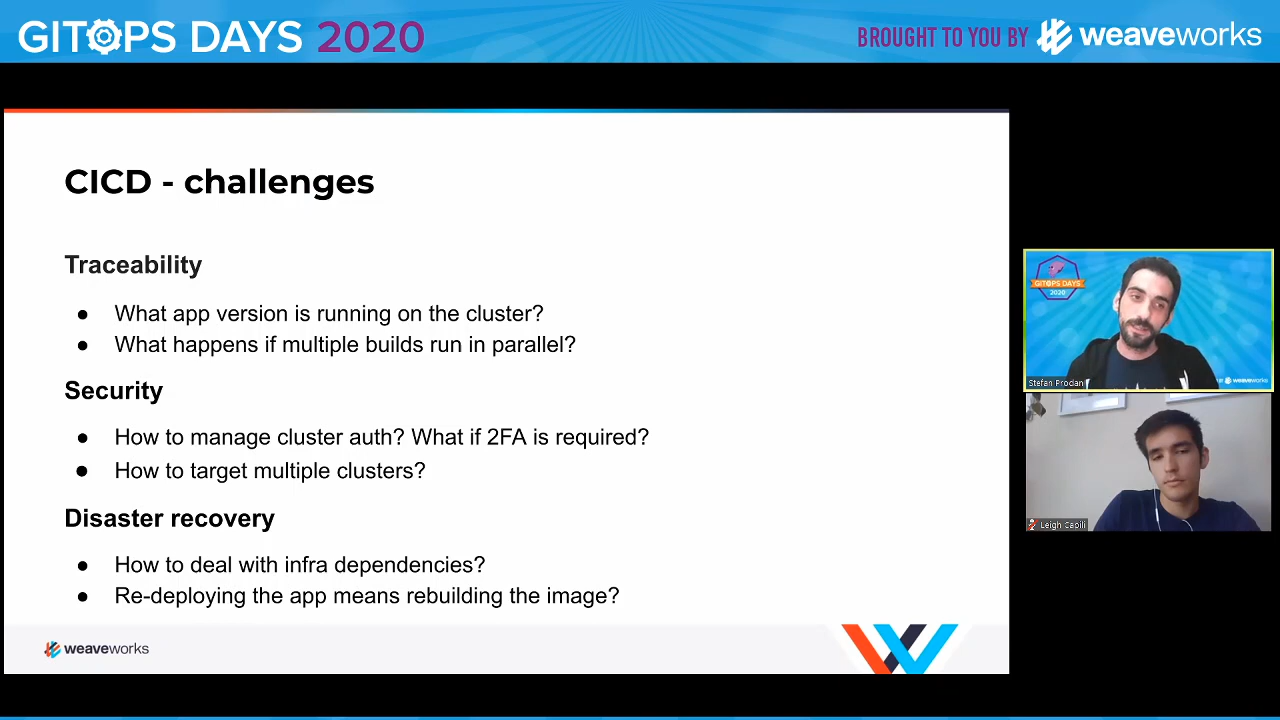 GITOPS DAYS 2020
BROUGHT TO YOU BY weaveworks
CICD - challenges
Traceability
● What app version is running on the cluster?
● What happens if multiple builds run in parallel?
Security
● How to manage cluster auth? What if 2FA is required?
● How to target multiple clusters?
Disaster recovery
● How to deal with infra dependencies?
● Re-deploying the app means rebuilding the image?
weaveworks
GITOPS DAYS
2020
Stefan Prodan
weaveworks
Leigh Capili